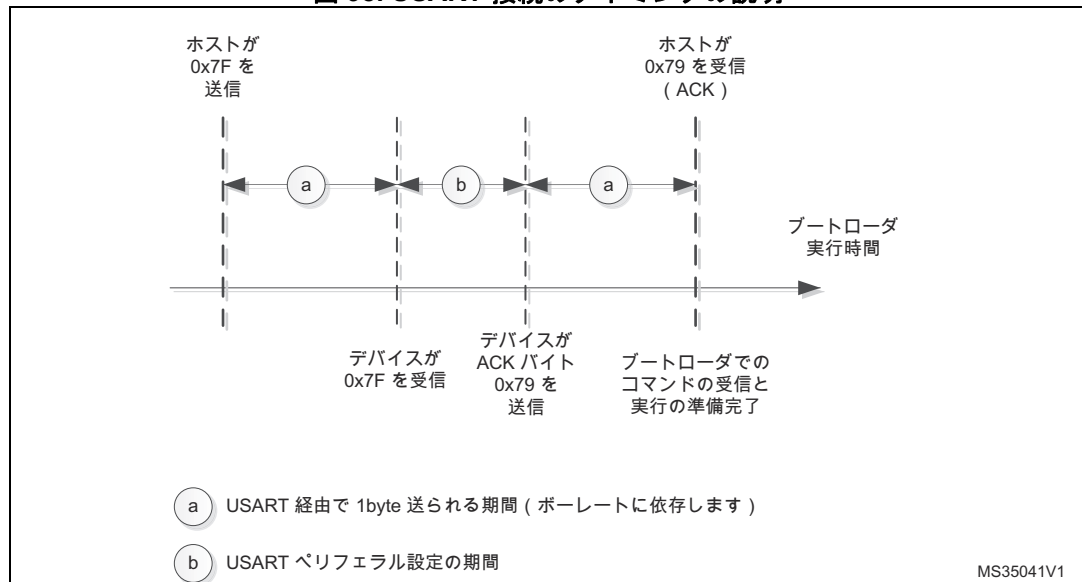 ホストが
0x7F を
送信
ホストが
0x79 を受信
( ACK )
a
b
a
ブートローダ
実行時間
デバイスが
0x7F を受信
デバイスが
ACK バイト
0x79 を
送信
ブートローダでの
コマンドの受信と
実行の準備完了
a USART 経由で 1byte 送られる期間 ( ボーレートに依存します )
b USART ペリフェラル設定の期間
MS35041V1